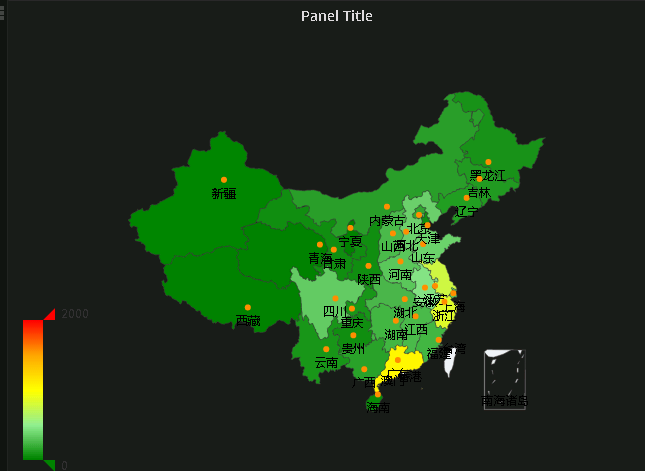 Panel Title
黑龙江
吉林
新疆
辽宁
内蒙古
北京
天津
宁夏
山西
河北
山东
青海
甘肃
河南
陕西
安徽
江苏
上海
四川
西藏
2000
湖北
浙江
重庆
湖南
江西
贵州
福建
台湾
云南
广西
澳门
广东
香港
海南
南海诸岛
0